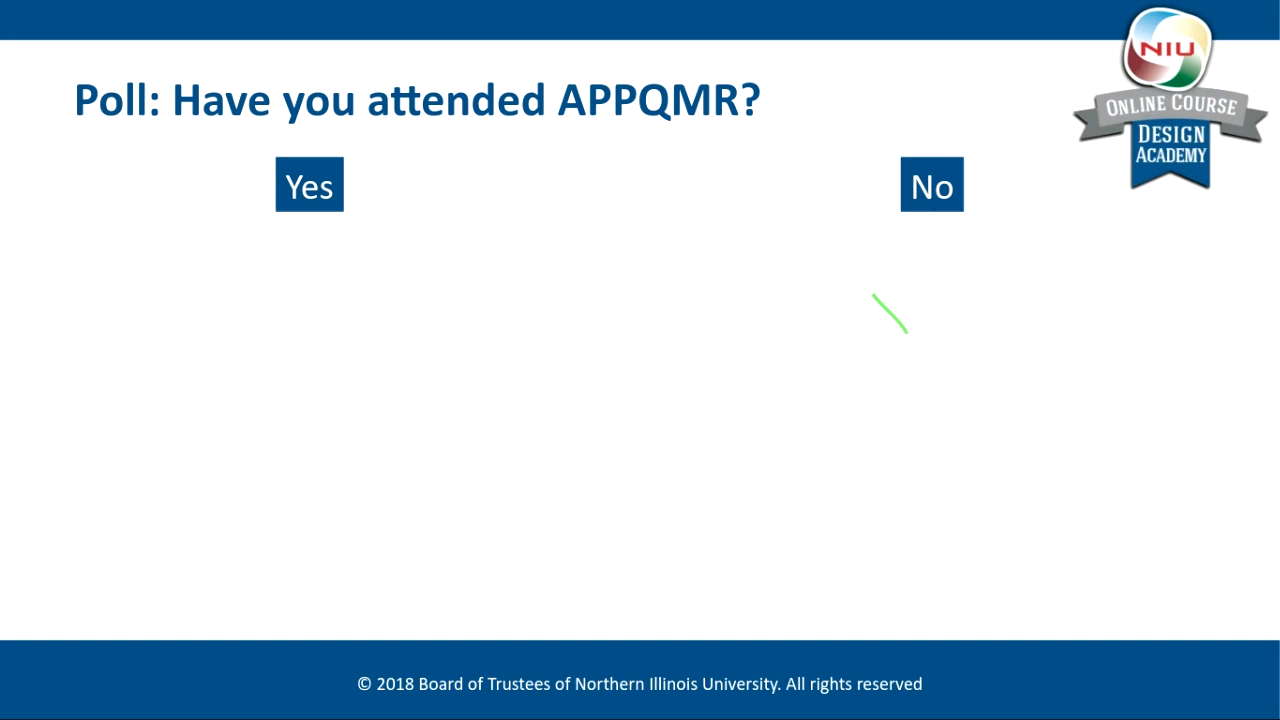 NIU
ONLINE COURSE
DESIGN
ACADEMY
Poll: Have you attended APPQMR?
Yes
No
© 2018 Board of Trustees of Northern Illinois University. All rights reserved